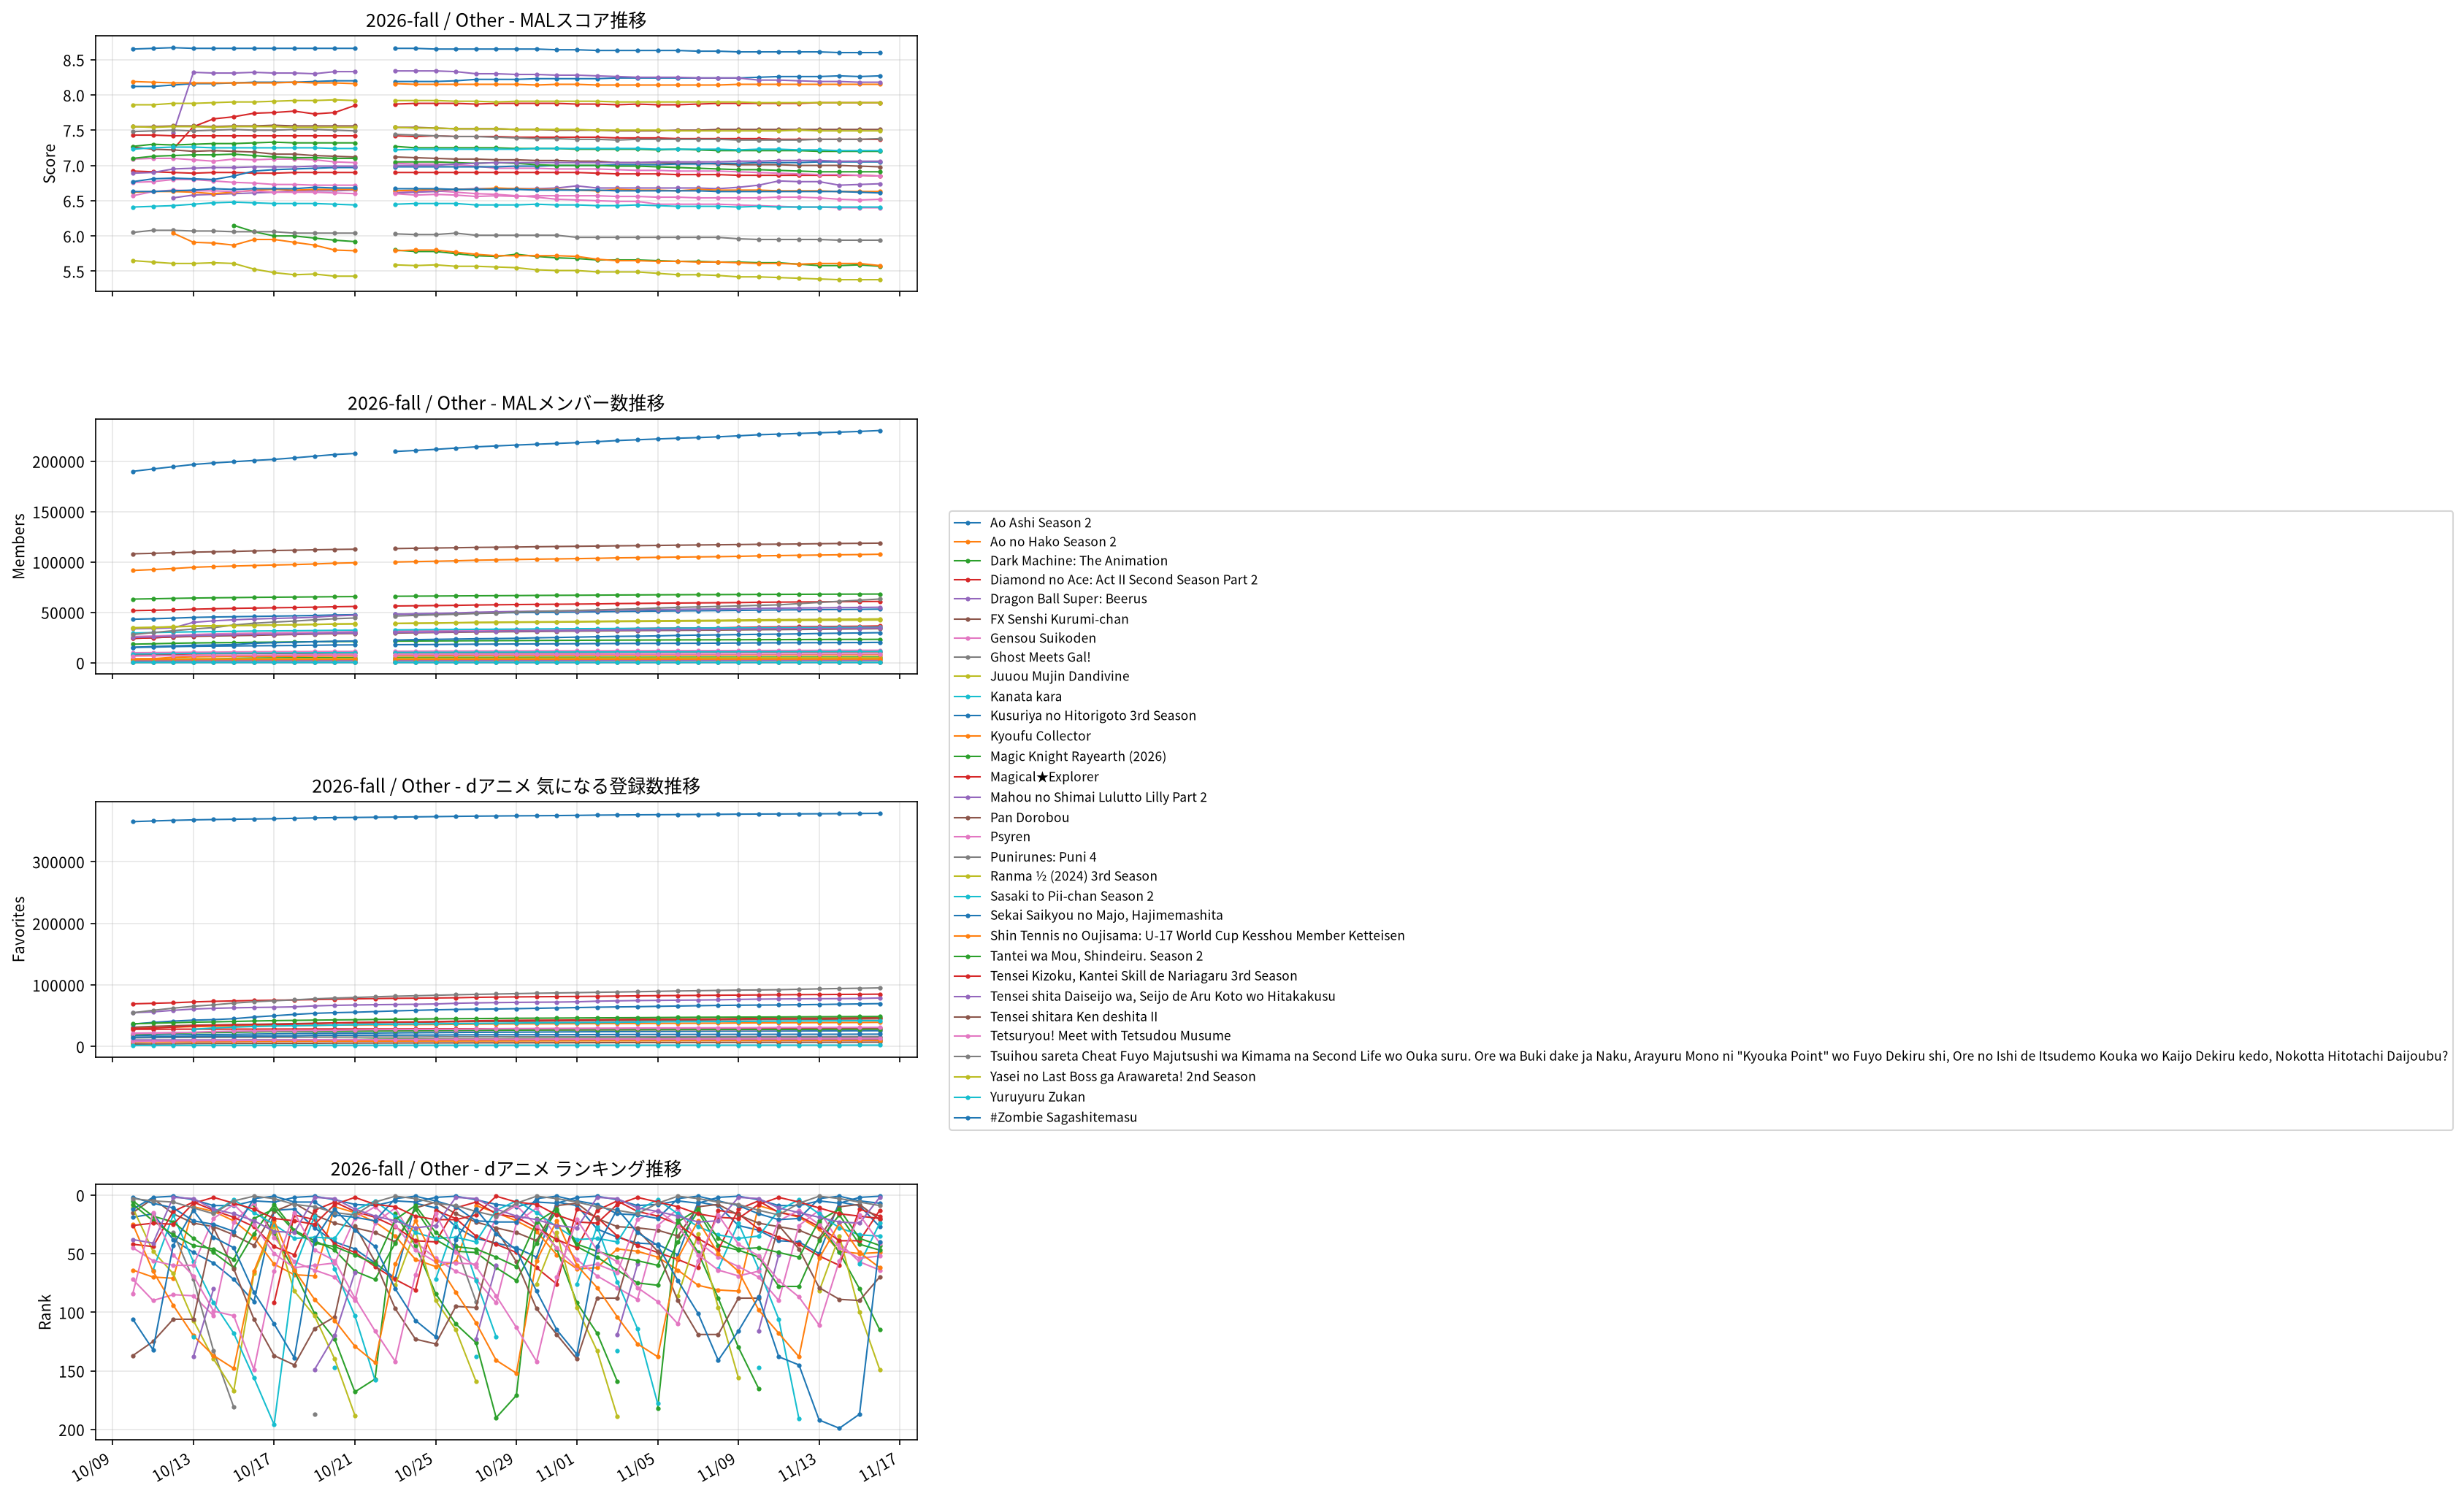 2026-fall / Other - MALスコア推移
Score
8.5
8.0
7.5
7.0
6.5
6.0
5.5
2026-fall / Other - MALメンバー数推移
Members
200000
150000
100000
50000
0
2026-fall / Other - dアニメ 気になる登録数推移
Favorites
300000
200000
100000
0
2026-fall / Other - dアニメ ランキング推移
Rank
0
50
100
150
200
10/09
10/13
10/17
10/21
10/25
10/29
11/01
11/05
11/09
11/13
11/17
Ao Ashi Season 2
Ao no Hako Season 2
Dark Machine: The Animation
Diamond no Ace: Act II Second Season Part 2
Dragon Ball Super: Beerus
FX Senshi Kurumi-chan
Gensou Suikoden
Ghost Meets Gal!
Juuou Mujin Dandivine
Kanata kara
Kusuriya no Hitorigoto 3rd Season
Kyoufu Collector
Magic Knight Rayearth (2026)
Magical★Explorer
Mahou no Shimai Lulutto Lilly Part 2
Pan Dorobou
Psyren
Punirunes: Puni 4
Ranma ½ (2024) 3rd Season
Sasaki to Pii-chan Season 2
Sekai Saikyou no Majo, Hajimemashita
Shin Tennis no Oujisama: U-17 World Cup Kesshou Member Ketteisen
Tantei wa Mou, Shindeiru. Season 2
Tensei Kizoku, Kantei Skill de Nariagaru 3rd Season
Tensei shita Daiseijo wa, Seijo de Aru Koto wo Hitakakusu
Tensei shitara Ken deshita II
Tetsuryou! Meet with Tetsudou Musume
Tsuihou sareta Cheat Fuyo Majutsushi wa Kimama na Second Life wo Ouka suru. Ore wa Buki dake ja Naku, Arayuru Mono ni "Kyouka Point" wo Fuyo Dekiru shi, Ore no Ishi de Itsudemo Kouka wo Kaijo Dekiru kedo, Nokotta Hitotachi Daijoubu?
Yasei no Last Boss ga Arawareta! 2nd Season
Yuruyuru Zukan
#Zombie Sagashitemasu